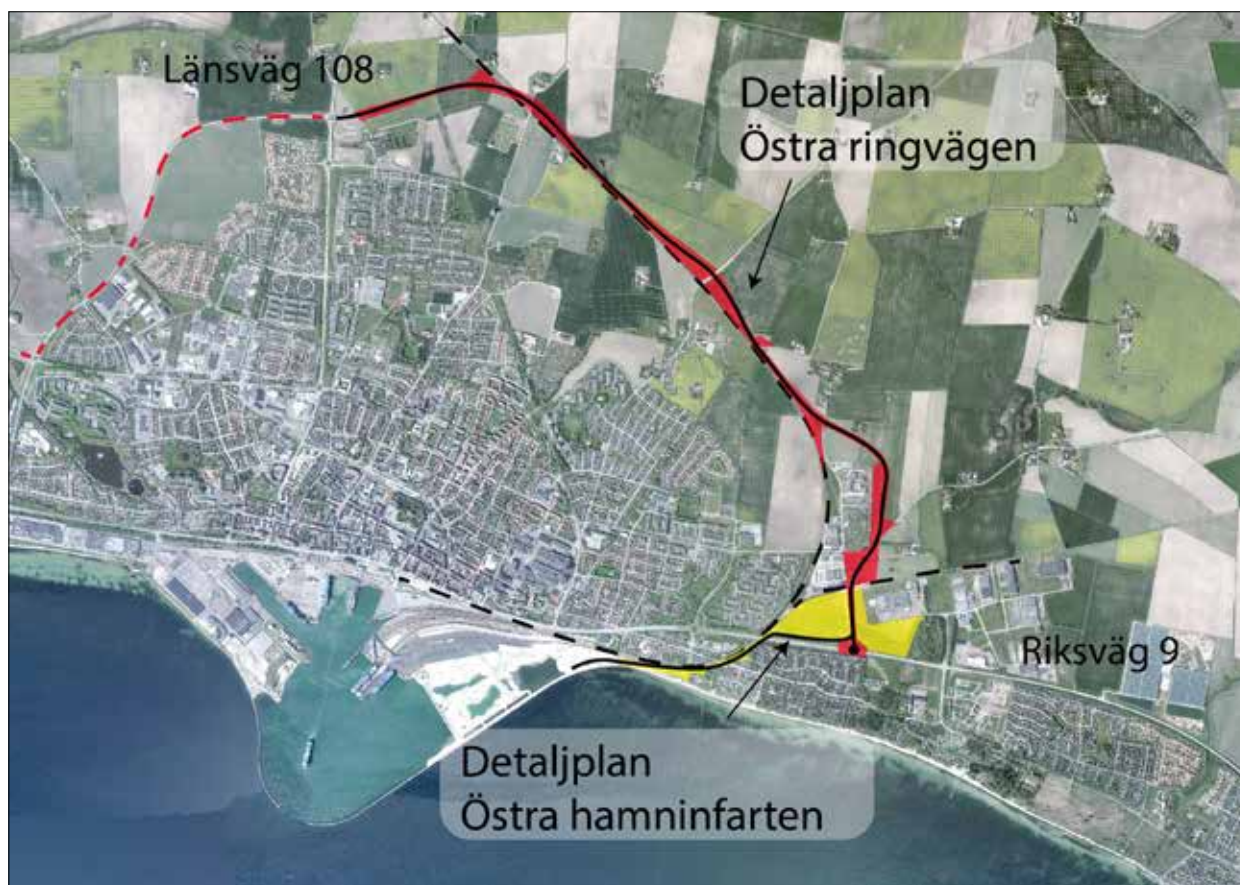 Länsväg 108
Detaljplan
Östra ringvägen
Riksväg 9
Detaljplan
Östra hamninfarten